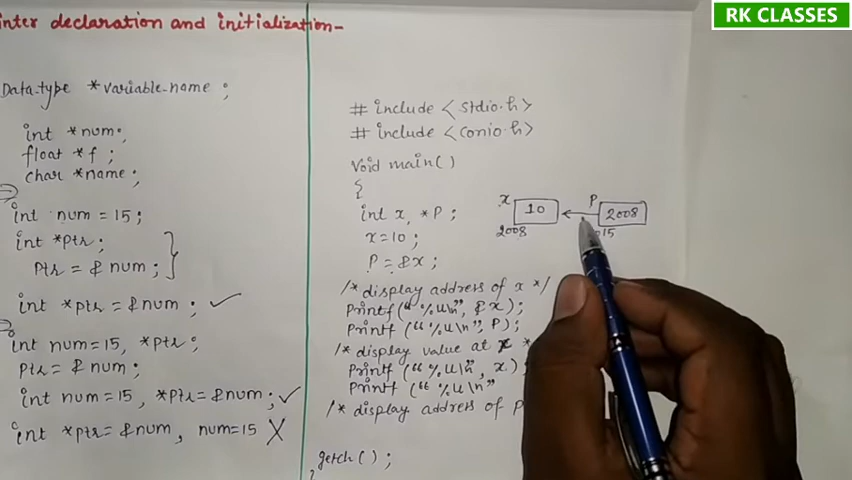 RK CLASSES
inter declaration and initialization-
Data-type *variable-name ;
int *num;
float *f ;
char *name;
int num = 15;
int *ptr;
Ptr = & num ;
int *ptr = & num ;
int num=15, *ptr ;
Ptr = & num;
int num=15, *ptr=& num ;
int *ptr=& num, num=15 X
# include < stdio.h>
# include < conio.h>
Void main()
{
int x, *P ;
x=10 ;
P = &x ;
x 10
2008
P 2008
015
/* display address of x */
Printf("%u\n", &x);
Printf("%u\n", P);
/* display value at x *
Printf("%u\n", x);
Printf("%u\n"
/* display address of P
getch() ;
}